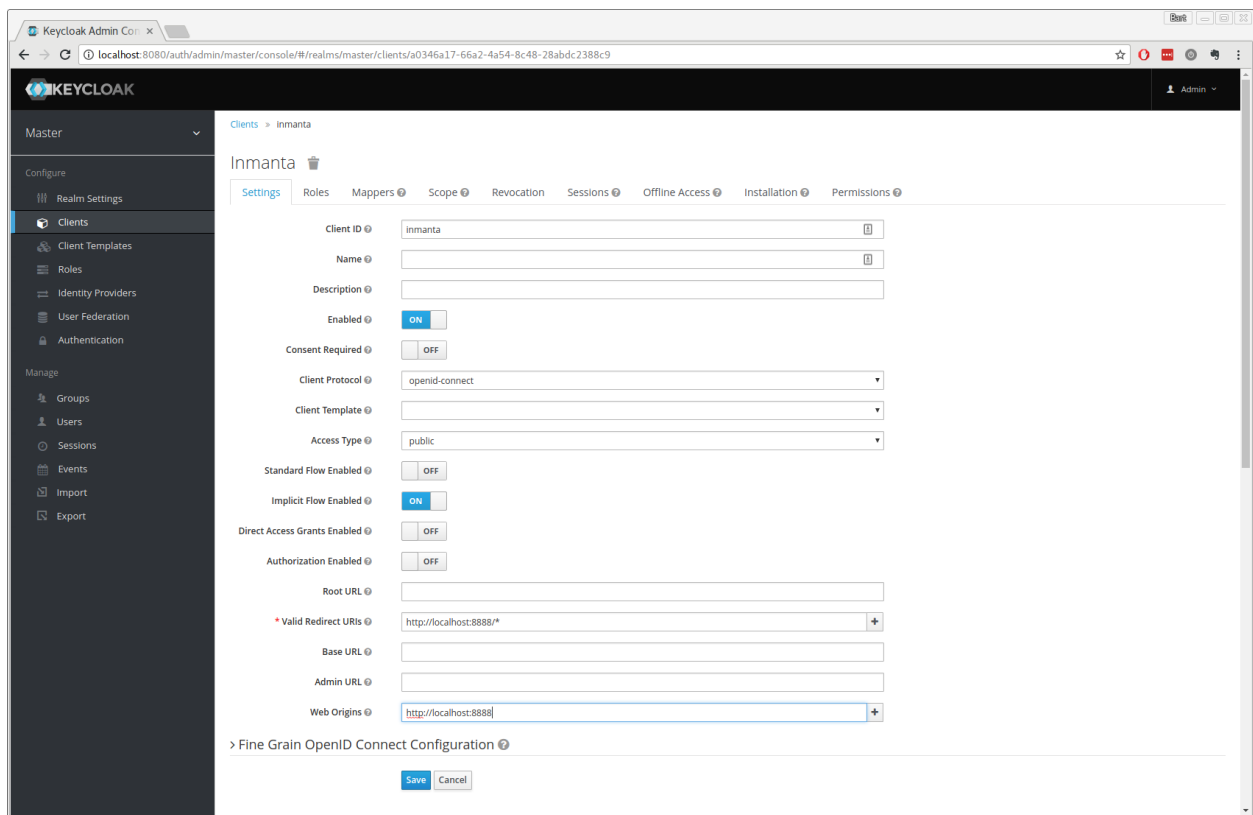 Bart
Keycloak Admin Con
localhost:8080/auth/admin/master/console/#/realms/master/clients/a0346a17-66a2-4a54-8c48-28abdc2388c9
KEYCLOAK
Admin
Master
Clients » inmanta
Configure
Inmanta
Realm Settings
Clients
Client Templates
Roles
Identity Providers
User Federation
Authentication
Manage
Groups
Users
Sessions
Events
Import
Export
Settings Roles Mappers Scope Revocation Sessions Offline Access Installation Permissions
Client ID inmanta
Name
Description
Enabled ON
Consent Required OFF
Client Protocol openid-connect
Client Template
Access Type public
Standard Flow Enabled OFF
Implicit Flow Enabled ON
Direct Access Grants Enabled OFF
Authorization Enabled OFF
Root URL
* Valid Redirect URIs http://localhost:8888/*
Base URL
Admin URL
Web Origins http://localhost:8888
Fine Grain OpenID Connect Configuration
Save Cancel